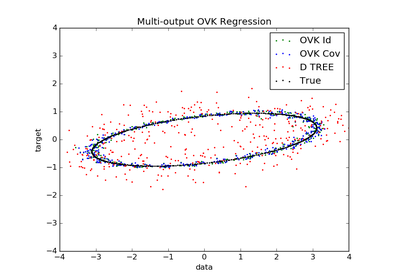 Multi-output OVK Regression
OVK Id
OVK Cov
D TREE
True
4
3
2
1
0
−1
−2
−3
−4
target
−4 −3 −2 −1 0 1 2 3 4
data